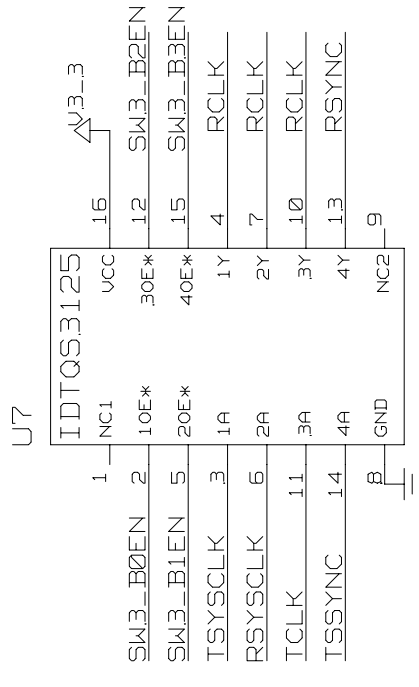 U7
IDTQS3125
1 NC1 VCC 16 V3_3
SW3_B0EN 2 1OE* 3OE* 12 SW3_B2EN
SW3_B1EN 5 2OE* 4OE* 15 SW3_B3EN
TSYSCLK 3 1A 1Y 4 RCLK
RSYSCLK 6 2A 2Y 7 RCLK
TCLK 11 3A 3Y 10 RCLK
TSSYNC 14 4A 4Y 13 RSYNC
8 GND NC2 9